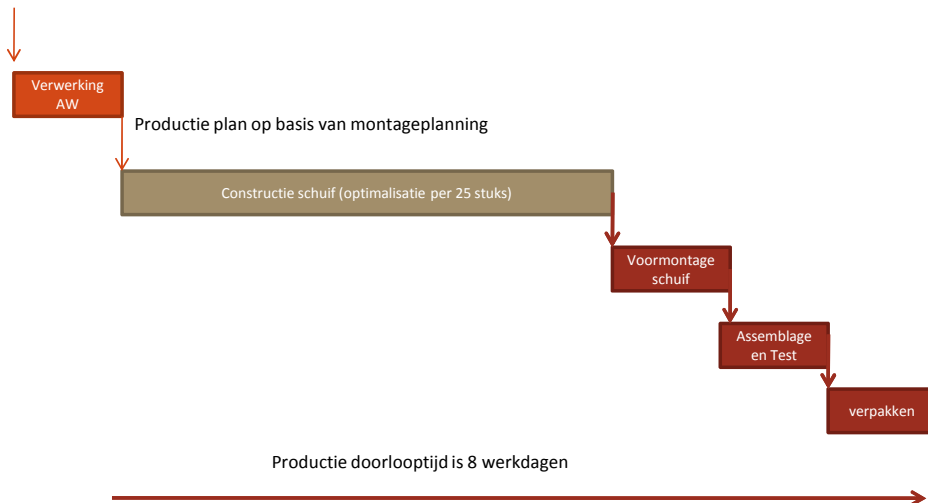 Verwerking
AW
Productie plan op basis van montageplanning
Constructie schuif (optimalisatie per 25 stuks)
Voormontage
schuif
Assemblage
en Test
verpakken
Productie doorlooptijd is 8 werkdagen